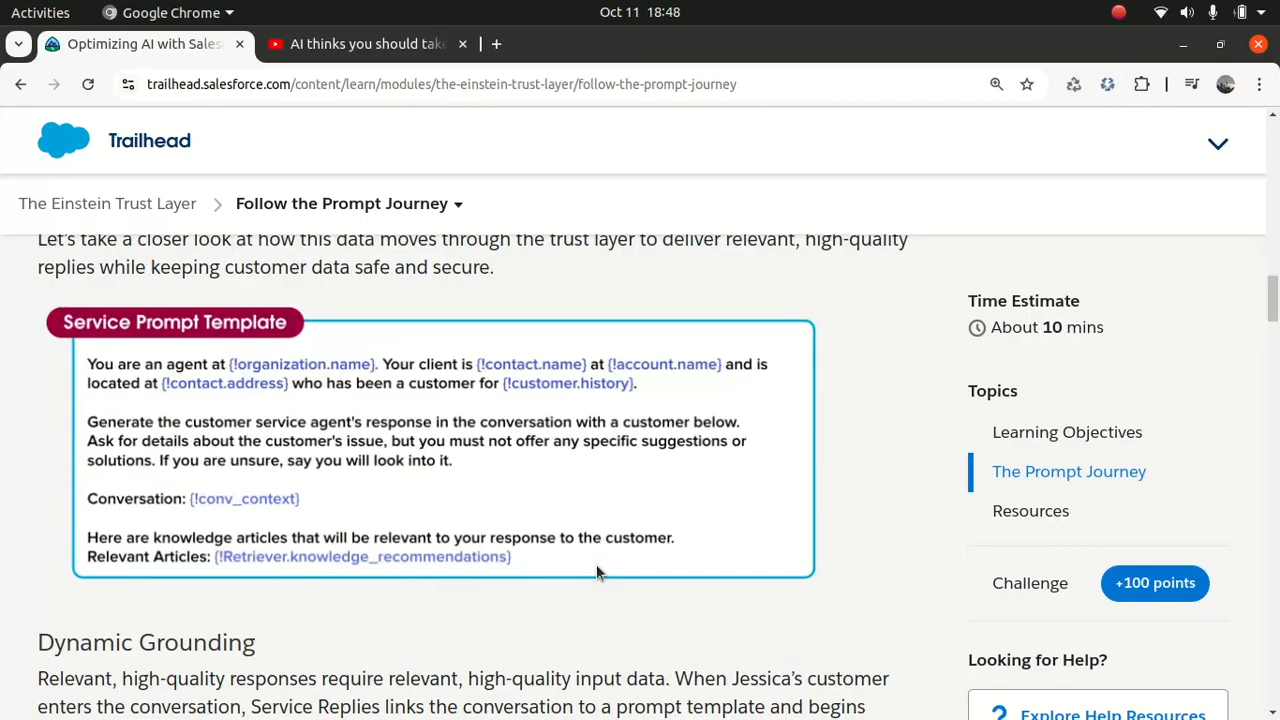 Activities
Google Chrome
Oct 11 18:48
Optimizing AI with Sales
AI thinks you should take
trailhead.salesforce.com/content/learn/modules/the-einstein-trust-layer/follow-the-prompt-journey
Trailhead
The Einstein Trust Layer
Follow the Prompt Journey
Let's take a closer look at how this data moves through the trust layer to deliver relevant, high-quality
replies while keeping customer data safe and secure.
Service Prompt Template
You are an agent at {!organization.name}. Your client is {!contact.name} at {!account.name} and is
located at {!contact.address} who has been a customer for {!customer.history}.
Generate the customer service agent's response in the conversation with a customer below.
Ask for details about the customer's issue, but you must not offer any specific suggestions or
solutions. If you are unsure, say you will look into it.
Conversation: {!conv_context}
Here are knowledge articles that will be relevant to your response to the customer.
Relevant Articles: {!Retriever.knowledge_recommendations}
Dynamic Grounding
Relevant, high-quality responses require relevant, high-quality input data. When Jessica's customer
enters the conversation, Service Replies links the conversation to a prompt template and begins
Time Estimate
About 10 mins
Topics
Learning Objectives
The Prompt Journey
Resources
Challenge
+100 points
Looking for Help?
Explore Help Resources